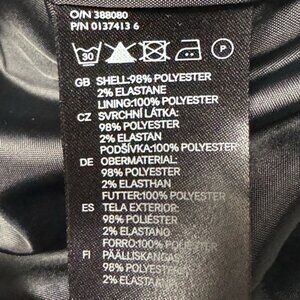 O/N 388080
P/N 0137413 6
30 P
GB SHELL:98% POLYESTER
2% ELASTANE
LINING:100% POLYESTER
CZ SVRCHNÍ LÁTKA:
98% POLYESTER
2% ELASTAN
PODŠÍVKA:100% POLYESTER
DE OBERMATERIAL:
98% POLYESTER
2% ELASTHAN
FUTTER:100% POLYESTER
ES TELA EXTERIOR:
98% POLIÉSTER
2% ELASTANO
FORRO:100% POLIÉSTER
FI PÄÄLLISKANGAS:
98% POLYESTERI